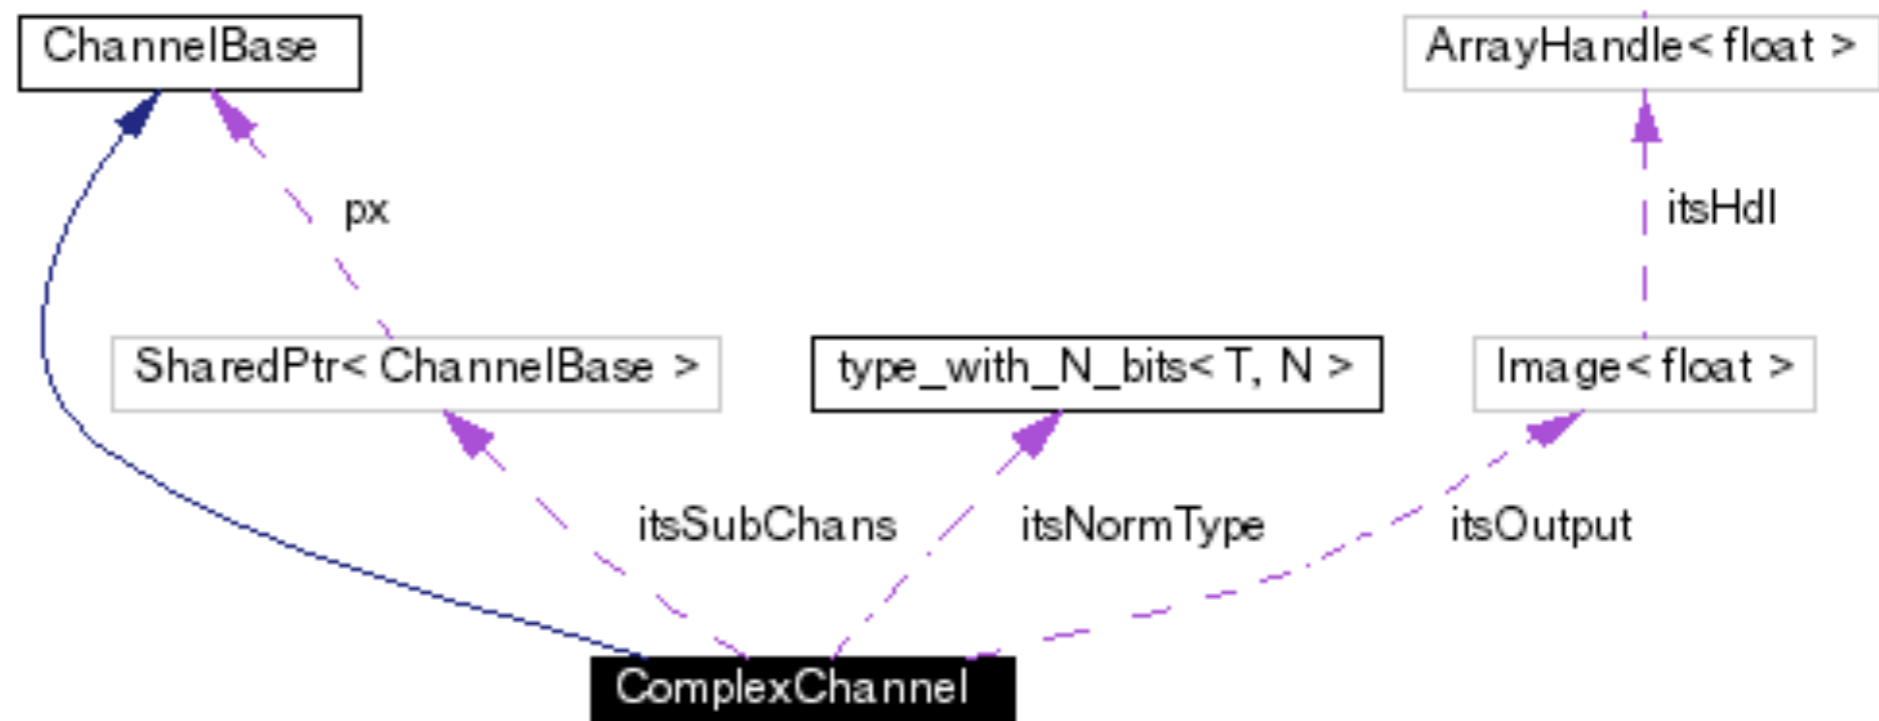 ChannelBase
ArrayHandle< float >
px
itsHdl
SharedPtr< ChannelBase >
type_with_N_bits< T, N >
Image< float >
itsSubChans
itsNormType
itsOutput
ComplexChannel